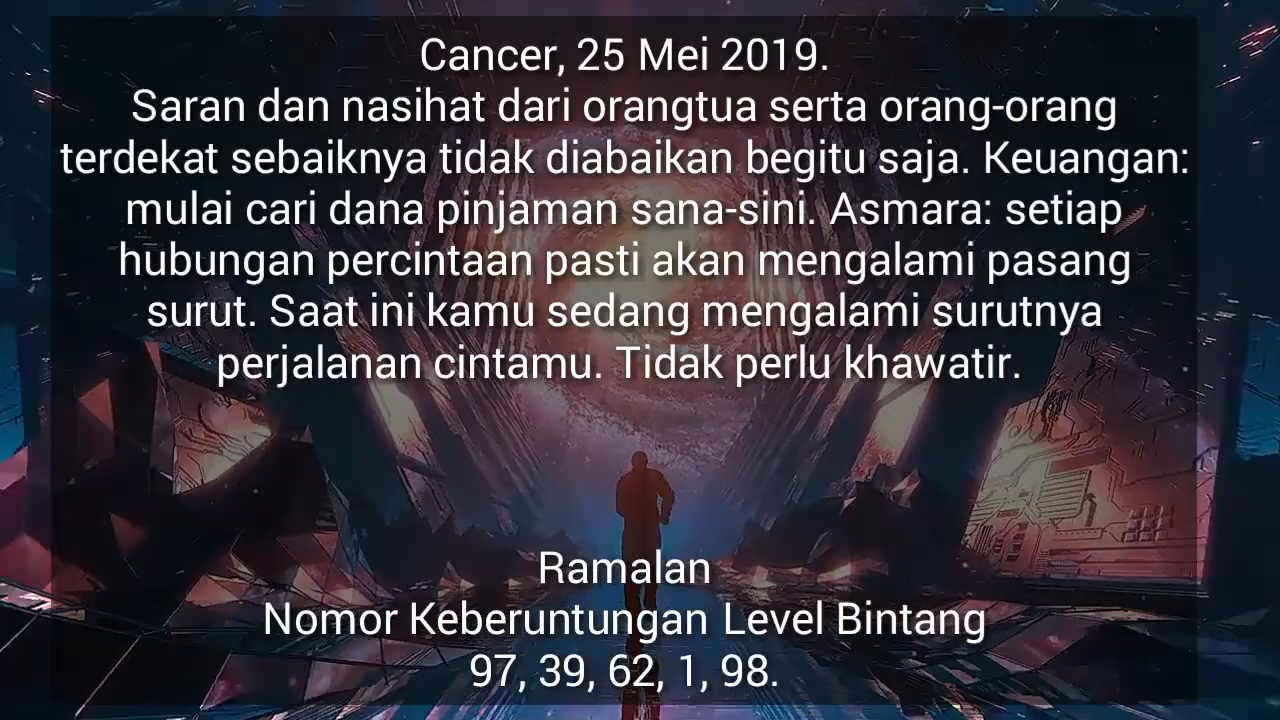 Cancer, 25 Mei 2019.
Saran dan nasihat dari orangtua serta orang-orang
terdekat sebaiknya tidak diabaikan begitu saja. Keuangan:
mulai cari dana pinjaman sana-sini. Asmara: setiap
hubungan percintaan pasti akan mengalami pasang
surut. Saat ini kamu sedang mengalami surutnya
perjalanan cintamu. Tidak perlu khawatir.
Ramalan
Nomor Keberuntungan Level Bintang
97, 39, 62, 1, 98.